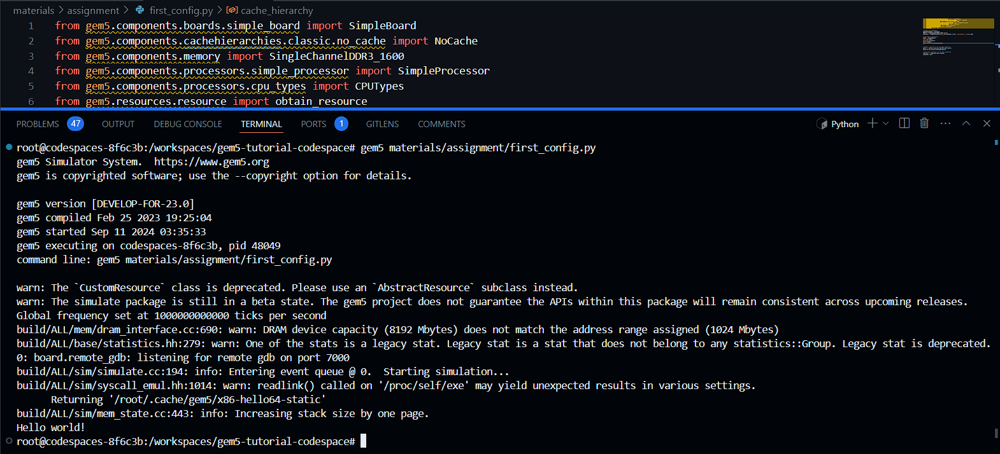 materials > assignment > first_config.py > cache_hierarchy
1 from gem5.components.boards.simple_board import SimpleBoard
2 from gem5.components.cachehierarchies.classic.no_cache import NoCache
3 from gem5.components.memory import SingleChannelDDR3_1600
4 from gem5.components.processors.simple_processor import SimpleProcessor
5 from gem5.components.processors.cpu_types import CPUTypes
6 from gem5.resources.resource import obtain_resource
PROBLEMS 47 OUTPUT DEBUG CONSOLE TERMINAL PORTS 1 GITLENS COMMENTS Python
root@codespaces-8f6c3b:/workspaces/gem5-tutorial-codespace# gem5 materials/assignment/first_config.py
gem5 Simulator System.  https://www.gem5.org
gem5 is copyrighted software; use the --copyright option for details.
gem5 version [DEVELOP-FOR-23.0]
gem5 compiled Feb 25 2023 19:25:04
gem5 started Sep 11 2024 03:35:33
gem5 executing on codespaces-8f6c3b, pid 48049
command line: gem5 materials/assignment/first_config.py
warn: The `CustomResource` class is deprecated. Please use an `AbstractResource` subclass instead.
warn: The simulate package is still in a beta state. The gem5 project does not guarantee the APIs within this package will remain consistent across upcoming releases.
Global frequency set at 1000000000000 ticks per second
build/ALL/mem/dram_interface.cc:690: warn: DRAM device capacity (8192 Mbytes) does not match the address range assigned (1024 Mbytes)
build/ALL/base/statistics.hh:279: warn: One of the stats is a legacy stat. Legacy stat is a stat that does not belong to any statistics::Group. Legacy stat is deprecated.
0: board.remote_gdb: listening for remote gdb on port 7000
build/ALL/sim/simulate.cc:194: info: Entering event queue @ 0.  Starting simulation...
build/ALL/sim/syscall_emul.hh:1014: warn: readlink() called on '/proc/self/exe' may yield unexpected results in various settings.
      Returning '/root/.cache/gem5/x86-hello64-static'
build/ALL/sim/mem_state.cc:443: info: Increasing stack size by one page.
Hello world!
root@codespaces-8f6c3b:/workspaces/gem5-tutorial-codespace#